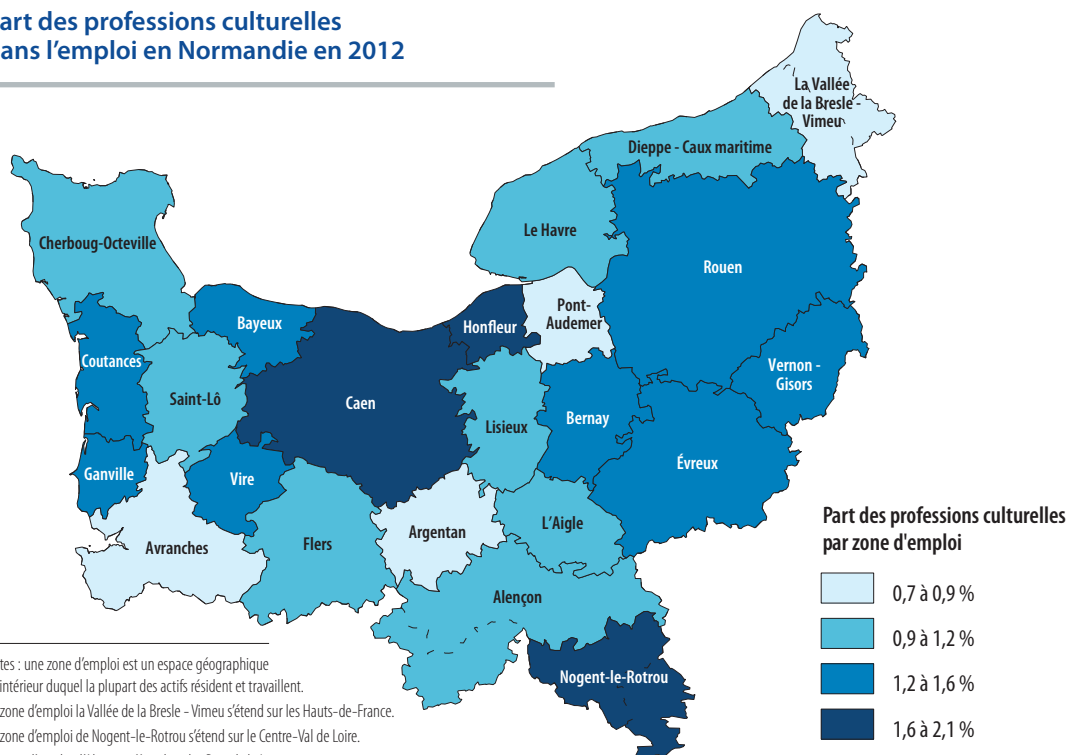 art des professions culturelles
ans l'emploi en Normandie en 2012
La Vallée
de la Bresle -
Vimeu
Dieppe - Caux maritime
Le Havre
Cherboug-Octeville
Rouen
Pont-
Audemer
Bayeux
Honfleur
Coutances
Vernon -
Gisors
Saint-Lô
Caen
Lisieux
Bernay
Ganville
Vire
Évreux
Avranches
Flers
Argentan
L'Aigle
Alençon
Nogent-le-Rotrou
Part des professions culturelles
par zone d'emploi
0,7 à 0,9 %
0,9 à 1,2 %
1,2 à 1,6 %
1,6 à 2,1 %
tes : une zone d'emploi est un espace géographique
intérieur duquel la plupart des actifs résident et travaillent.
zone d'emploi la Vallée de la Bresle - Vimeu s'étend sur les Hauts-de-France.
zone d'emploi de Nogent-le-Rotrou s'étend sur le Centre-Val de Loire.